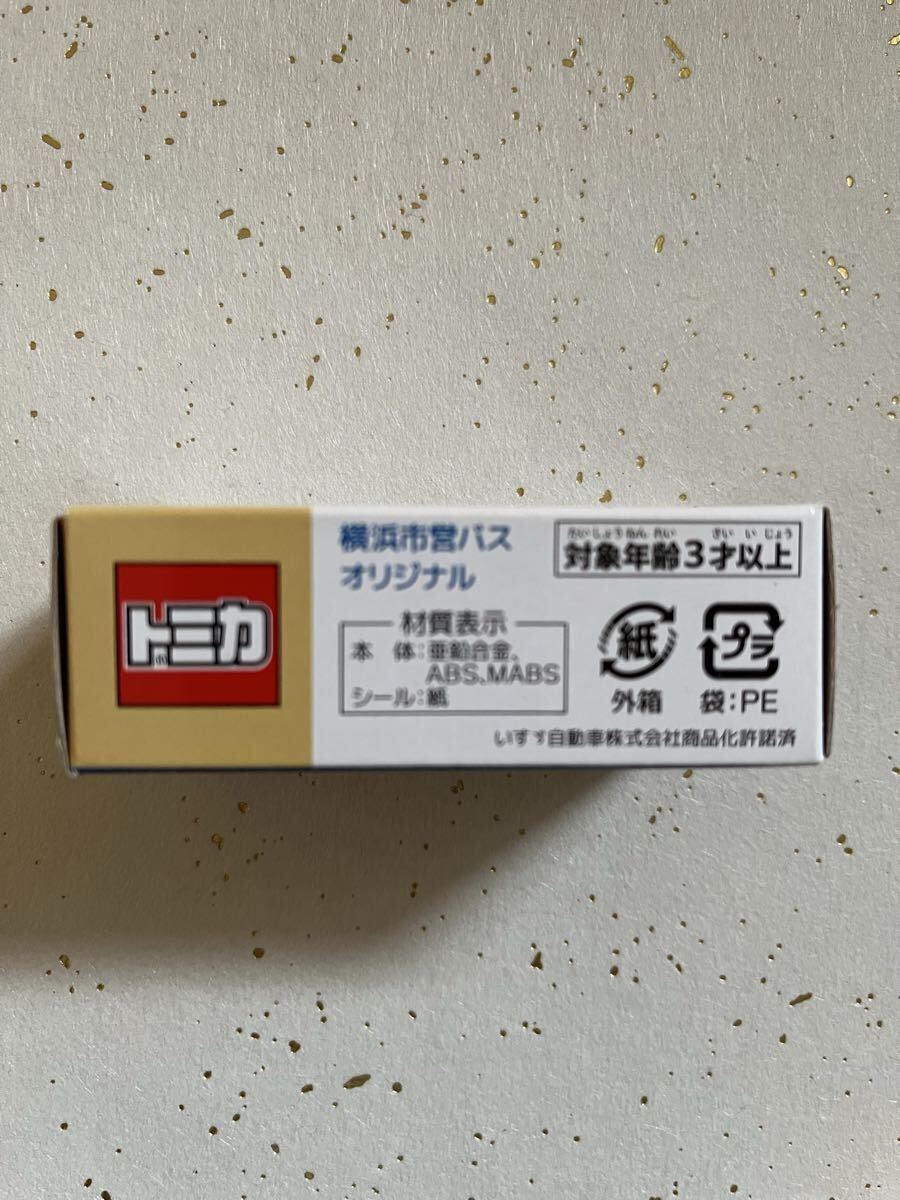 トミカ
横浜市営バス
オリジナル
材質表示
本 体:亜鉛合金、
ABS、MABS
シール:紙
たいしょうねんれい さい いじょう
対象年齢3才以上
紙
外箱
プラ
袋:PE
いすゞ自動車株式会社商品化許諾済